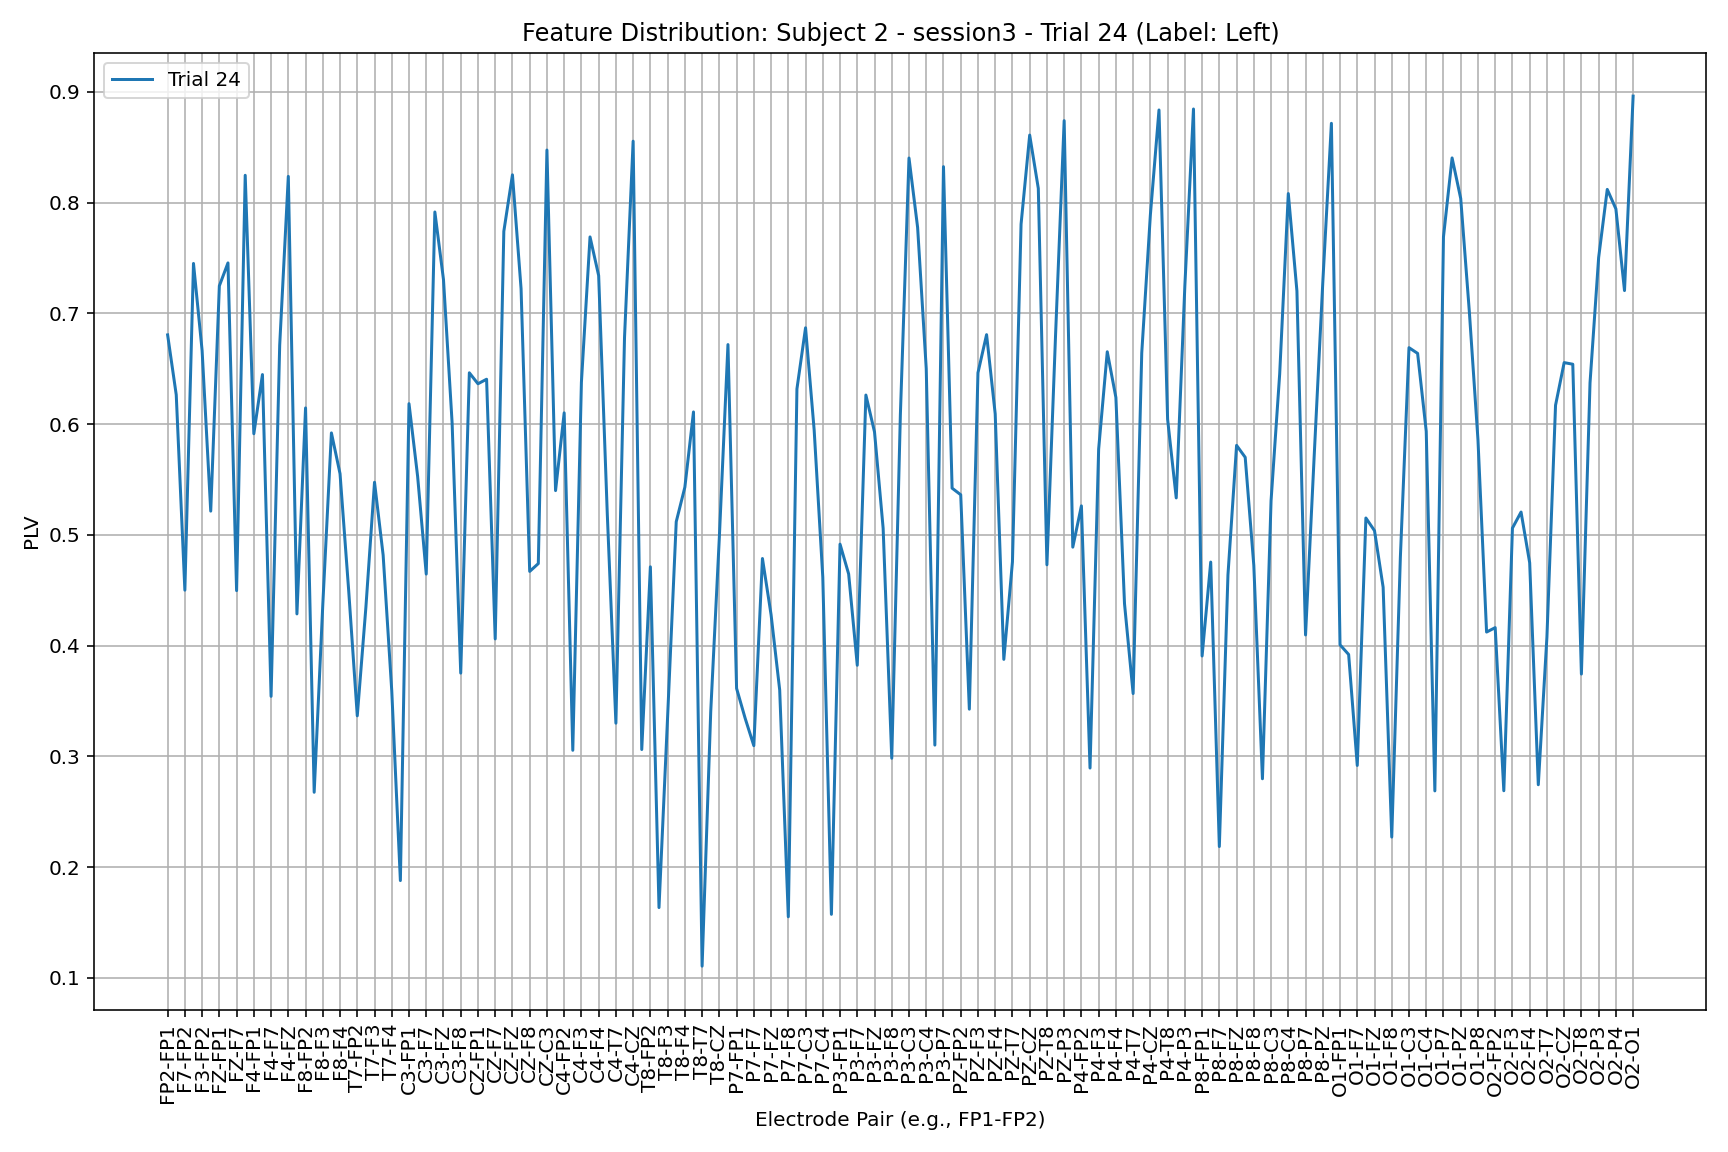 Feature Distribution: Subject 2 - session3 - Trial 24 (Label: Left)
Trial 24
PLV
0.9
0.8
0.7
0.6
0.5
0.4
0.3
0.2
0.1
FP2-FP1
F7-FP2
F3-FP2
FZ-FP1
FZ-F7
F4-FP1
F4-F7
F4-FZ
F8-FP2
F8-F3
F8-F4
T7-FP2
T7-F3
T7-F4
C3-FP1
C3-F7
C3-FZ
C3-F8
CZ-FP1
CZ-F7
CZ-FZ
CZ-F8
CZ-C3
C4-FP2
C4-F3
C4-F4
C4-T7
C4-CZ
T8-FP2
T8-F3
T8-F4
T8-T7
T8-CZ
P7-FP1
P7-F7
P7-FZ
P7-F8
P7-C3
P7-C4
P3-FP1
P3-F7
P3-FZ
P3-F8
P3-C3
P3-C4
P3-P7
PZ-FP2
PZ-F3
PZ-F4
PZ-T7
PZ-CZ
PZ-T8
PZ-P3
P4-FP2
P4-F3
P4-F4
P4-T7
P4-CZ
P4-T8
P4-P3
P8-FP1
P8-F7
P8-FZ
P8-F8
P8-C3
P8-C4
P8-P7
P8-PZ
O1-FP1
O1-F7
O1-FZ
O1-F8
O1-C3
O1-C4
O1-P7
O1-PZ
O1-P8
O2-FP2
O2-F3
O2-F4
O2-T7
O2-CZ
O2-T8
O2-P3
O2-P4
O2-O1
Electrode Pair (e.g., FP1-FP2)